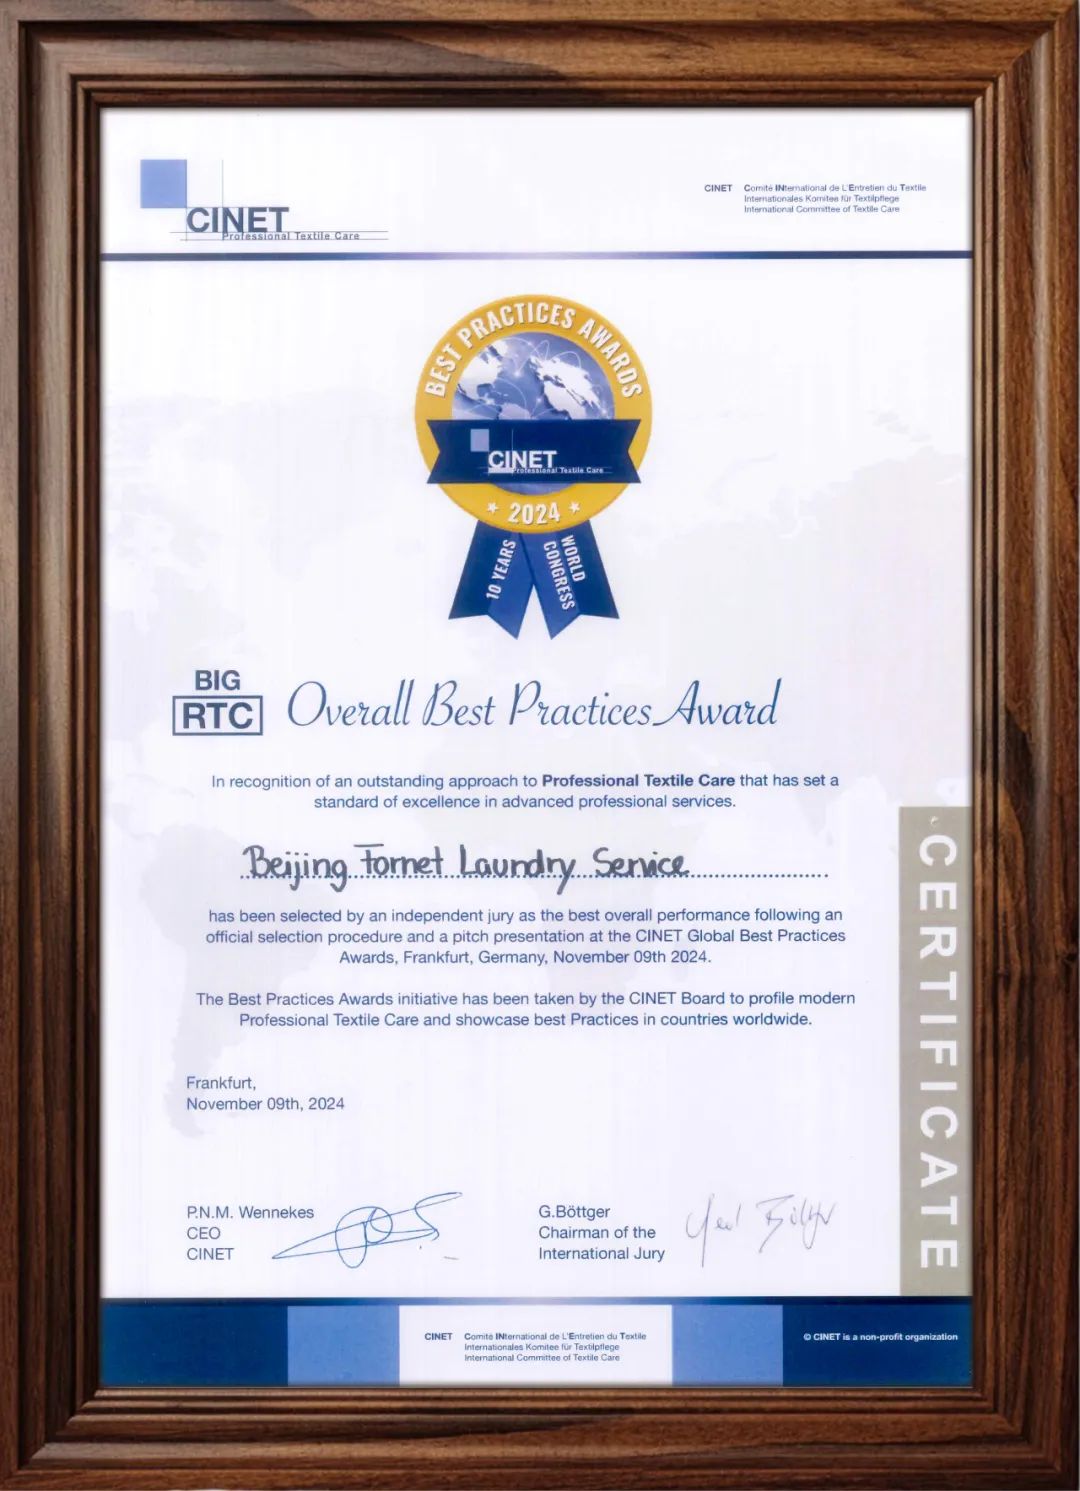 CINET
Professional Textile Care
CINET Comité INternational de L'Entretien du Textile
Internationales Komitee für Textilpflege
International Committee of Textile Care
BEST PRACTICES AWARDS
CINET
Professional Textile Care
2024
10 YEARS
WORLD
CONGRESS
BIG
RTC
Overall Best Practices Award
In recognition of an outstanding approach to Professional Textile Care that has set a
standard of excellence in advanced professional services.
Beijing Fornet Laundry Service
has been selected by an independent jury as the best overall performance following an
official selection procedure and a pitch presentation at the CINET Global Best Practices
Awards, Frankfurt, Germany, November 09th 2024.
The Best Practices Awards initiative has been taken by the CINET Board to profile modern
Professional Textile Care and showcase best Practices in countries worldwide.
Frankfurt,
November 09th, 2024
P.N.M. Wennekes
CEO
CINET
G.Böttger
Chairman of the
International Jury
CERTIFICATE
CINET Comité INternational de L'Entretien du Textile
Internationales Komitee für Textilpflege
International Committee of Textile Care
© CINET is a non-profit organization